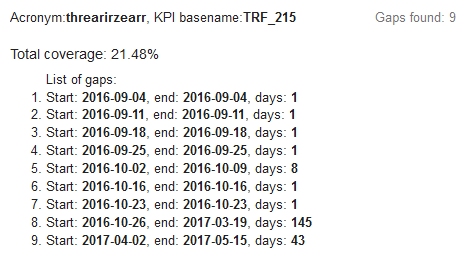 Acronym:threarirzearr, KPI basename:TRF_215 Gaps found: 9
Total coverage: 21.48%
List of gaps:
1. Start: 2016-09-04, end: 2016-09-04, days: 1
2. Start: 2016-09-11, end: 2016-09-11, days: 1
3. Start: 2016-09-18, end: 2016-09-18, days: 1
4. Start: 2016-09-25, end: 2016-09-25, days: 1
5. Start: 2016-10-02, end: 2016-10-09, days: 8
6. Start: 2016-10-16, end: 2016-10-16, days: 1
7. Start: 2016-10-23, end: 2016-10-23, days: 1
8. Start: 2016-10-26, end: 2017-03-19, days: 145
9. Start: 2017-04-02, end: 2017-05-15, days: 43